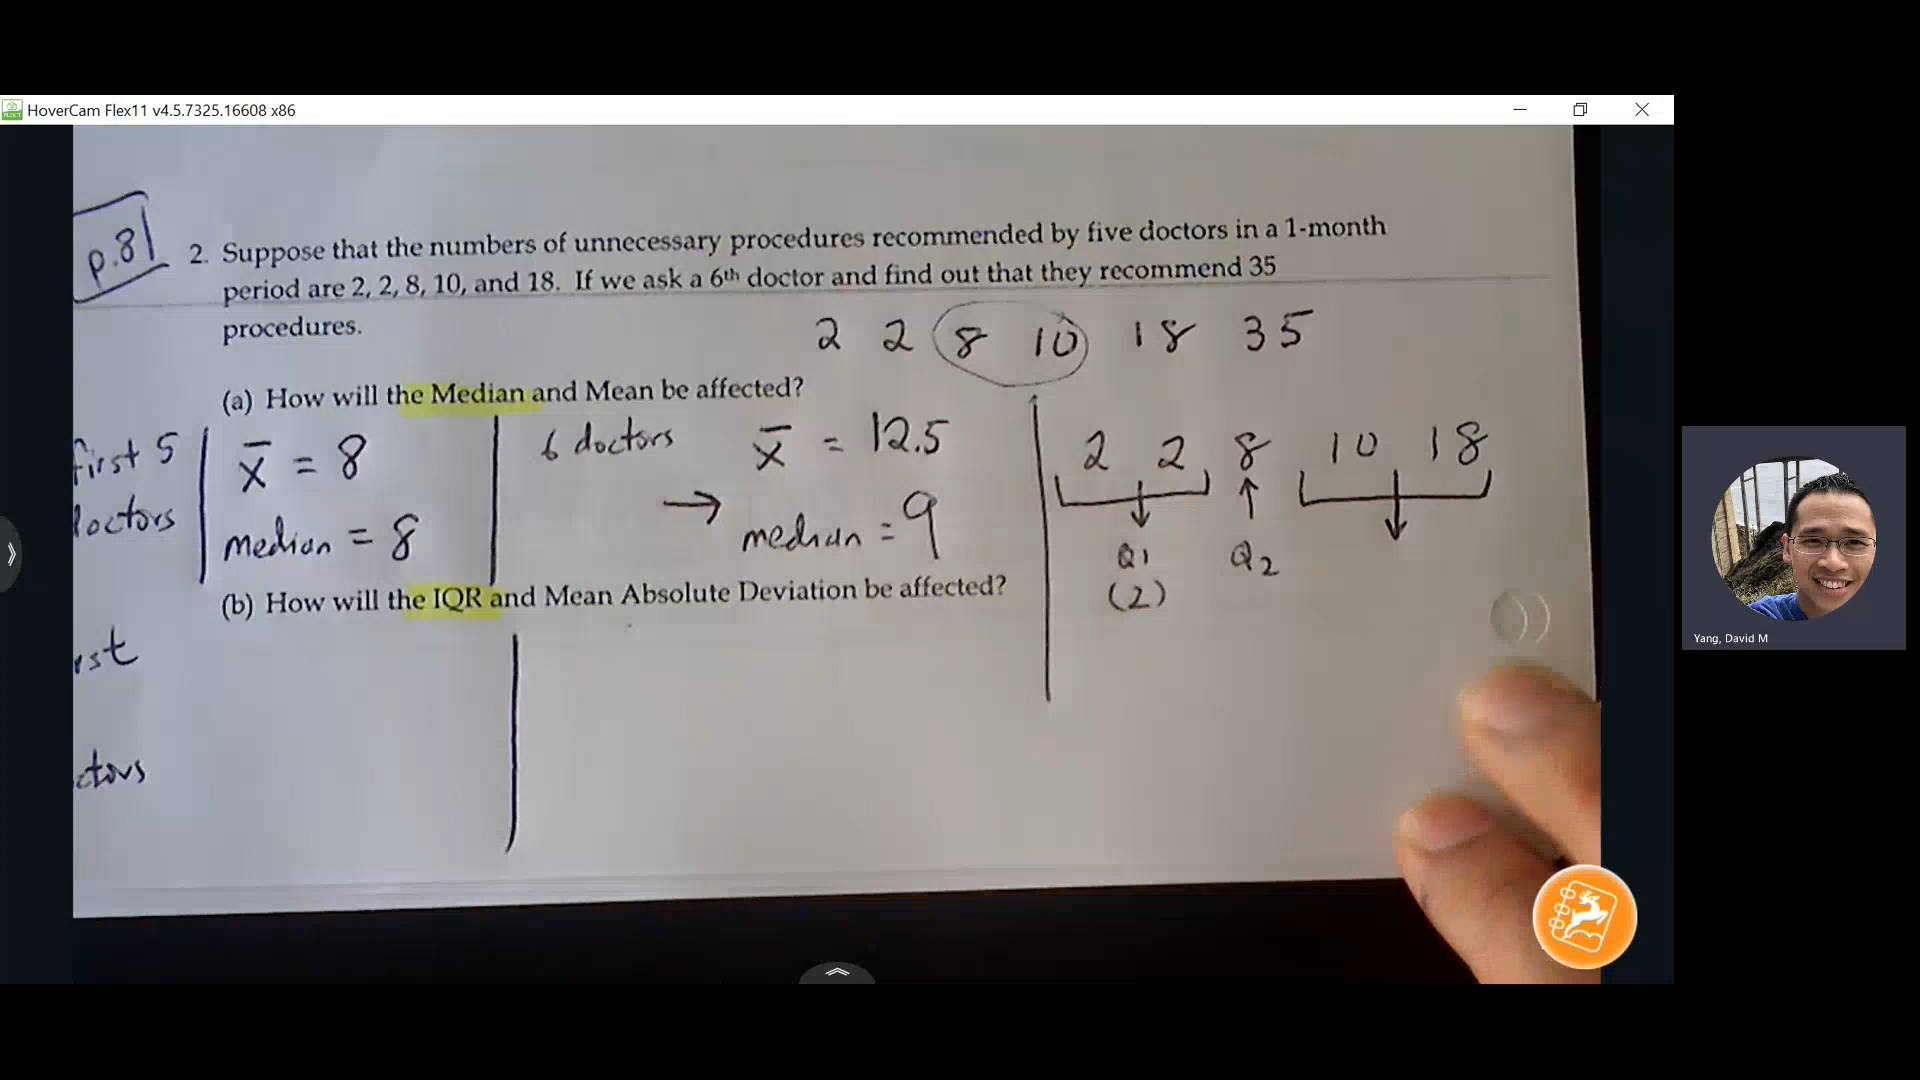 HoverCam Flex11 v4.5.7325.16608 x86
p.81
2. Suppose that the numbers of unnecessary procedures recommended by five doctors in a 1-month
period are 2, 2, 8, 10, and 18. If we ask a 6th doctor and find out that they recommend 35
procedures.
2 2 8 10 18 35
(a) How will the Median and Mean be affected?
first 5
doctors
x̄ = 8
median = 8
6 doctors x̄ = 12.5
→ median = 9
2 2 8 10 18
Q1 Q2
(2)
(b) How will the IQR and Mean Absolute Deviation be affected?
rst
ctors
Yang, David M